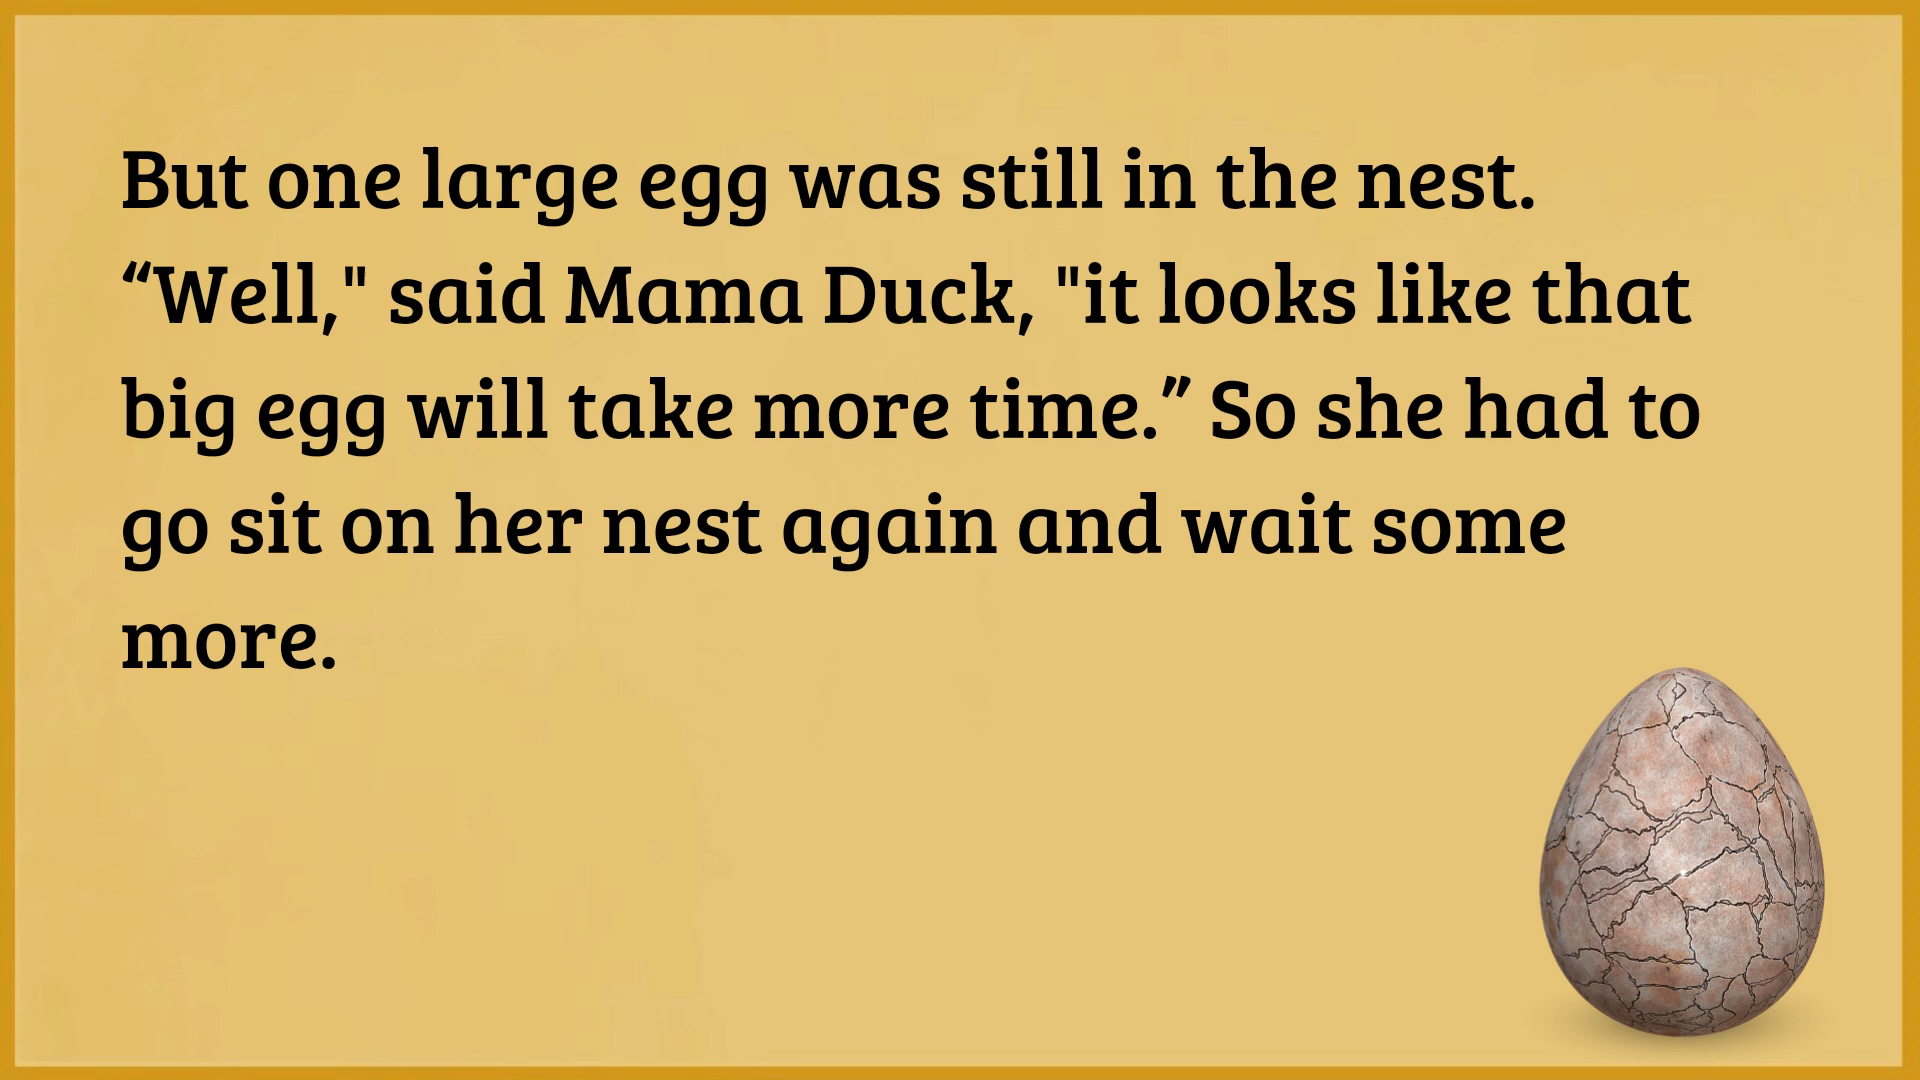 But one large egg was still in the nest.
“Well," said Mama Duck, "it looks like that
big egg will take more time.” So she had to
go sit on her nest again and wait some
more.